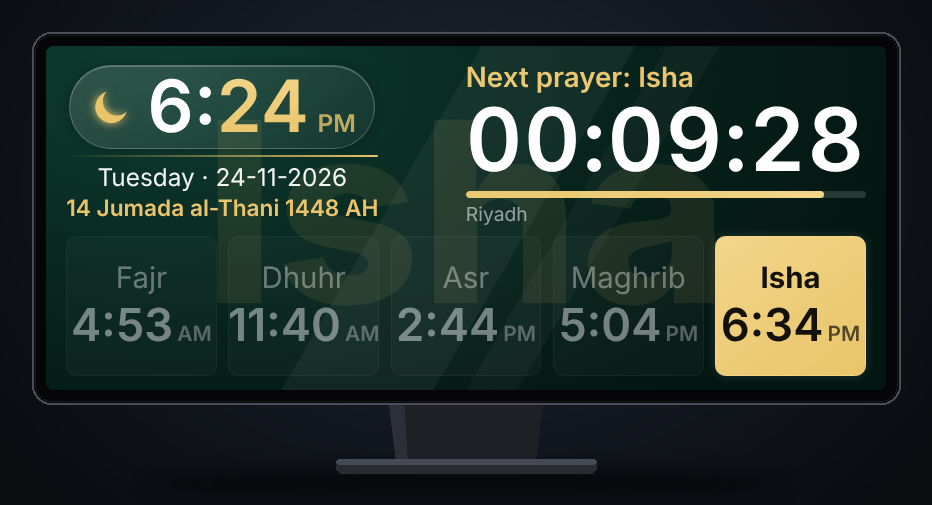 6:24 PM
Tuesday · 24-11-2026
14 Jumada al-Thani 1448 AH
Next prayer: Isha
00:09:28
Riyadh
Isha
Fajr
4:53 AM
Dhuhr
11:40 AM
Asr
2:44 PM
Maghrib
5:04 PM
Isha
6:34 PM